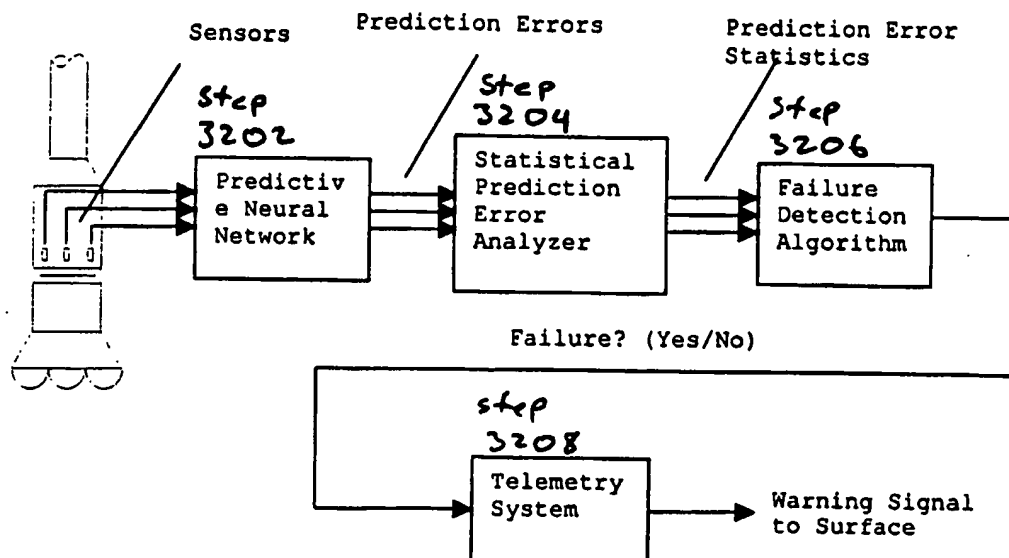 Sensors
Prediction Errors
Prediction Error
Statistics
Step
3202
Step
3204
Step
3206
Predictiv
e Neural
Network
Statistical
Prediction
Error
Analyzer
Failure
Detection
Algorithm
Failure? (Yes/No)
step
3208
Telemetry
System
Warning Signal
to Surface